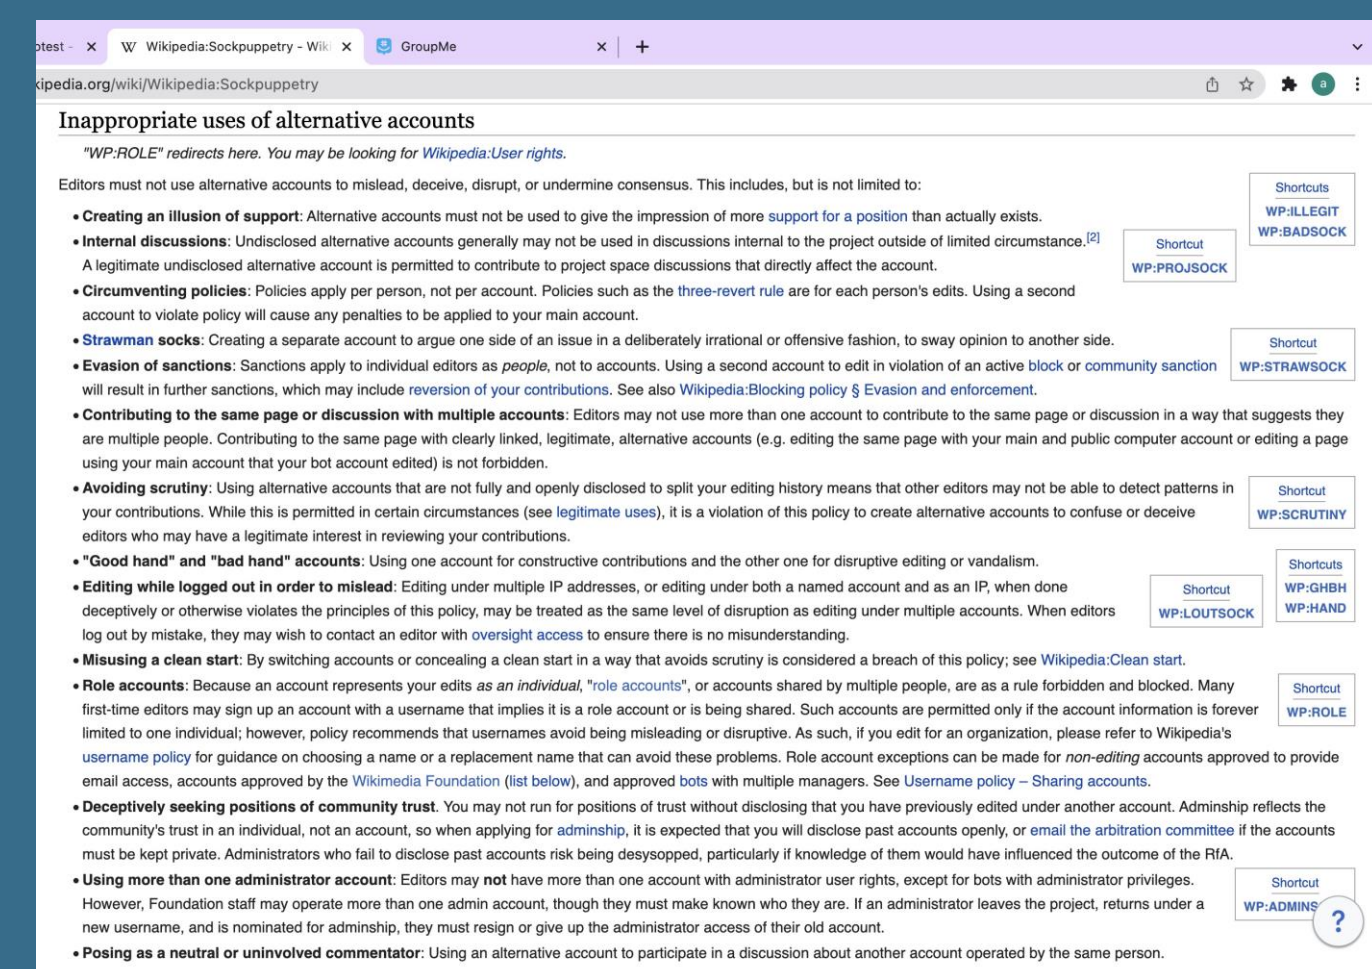 otest -
Wikipedia:Sockpuppetry - Wiki
GroupMe
kipedia.org/wiki/Wikipedia:Sockpuppetry
a
Inappropriate uses of alternative accounts
"WP:ROLE" redirects here. You may be looking for Wikipedia:User rights.
Editors must not use alternative accounts to mislead, deceive, disrupt, or undermine consensus. This includes, but is not limited to:
Shortcuts
WP:ILLEGIT
WP:BADSOCK
• Creating an illusion of support: Alternative accounts must not be used to give the impression of more support for a position than actually exists.
• Internal discussions: Undisclosed alternative accounts generally may not be used in discussions internal to the project outside of limited circumstance.[2]
A legitimate undisclosed alternative account is permitted to contribute to project space discussions that directly affect the account.
Shortcut
WP:PROJSOCK
• Circumventing policies: Policies apply per person, not per account. Policies such as the three-revert rule are for each person's edits. Using a second
account to violate policy will cause any penalties to be applied to your main account.
• Strawman socks: Creating a separate account to argue one side of an issue in a deliberately irrational or offensive fashion, to sway opinion to another side.
Shortcut
WP:STRAWSOCK
• Evasion of sanctions: Sanctions apply to individual editors as people, not to accounts. Using a second account to edit in violation of an active block or community sanction
will result in further sanctions, which may include reversion of your contributions. See also Wikipedia:Blocking policy § Evasion and enforcement.
• Contributing to the same page or discussion with multiple accounts: Editors may not use more than one account to contribute to the same page or discussion in a way that suggests they
are multiple people. Contributing to the same page with clearly linked, legitimate, alternative accounts (e.g. editing the same page with your main and public computer account or editing a page
using your main account that your bot account edited) is not forbidden.
• Avoiding scrutiny: Using alternative accounts that are not fully and openly disclosed to split your editing history means that other editors may not be able to detect patterns in
your contributions. While this is permitted in certain circumstances (see legitimate uses), it is a violation of this policy to create alternative accounts to confuse or deceive
editors who may have a legitimate interest in reviewing your contributions.
Shortcut
WP:SCRUTINY
• "Good hand" and "bad hand" accounts: Using one account for constructive contributions and the other one for disruptive editing or vandalism.
Shortcuts
WP:GHBH
WP:HAND
• Editing while logged out in order to mislead: Editing under multiple IP addresses, or editing under both a named account and as an IP, when done
deceptively or otherwise violates the principles of this policy, may be treated as the same level of disruption as editing under multiple accounts. When editors
log out by mistake, they may wish to contact an editor with oversight access to ensure there is no misunderstanding.
Shortcut
WP:LOUTSOCK
• Misusing a clean start: By switching accounts or concealing a clean start in a way that avoids scrutiny is considered a breach of this policy; see Wikipedia:Clean start.
• Role accounts: Because an account represents your edits as an individual, "role accounts", or accounts shared by multiple people, are as a rule forbidden and blocked. Many
first-time editors may sign up an account with a username that implies it is a role account or is being shared. Such accounts are permitted only if the account information is forever
limited to one individual; however, policy recommends that usernames avoid being misleading or disruptive. As such, if you edit for an organization, please refer to Wikipedia's
username policy for guidance on choosing a name or a replacement name that can avoid these problems. Role account exceptions can be made for non-editing accounts approved to provide
email access, accounts approved by the Wikimedia Foundation (list below), and approved bots with multiple managers. See Username policy – Sharing accounts.
Shortcut
WP:ROLE
• Deceptively seeking positions of community trust. You may not run for positions of trust without disclosing that you have previously edited under another account. Adminship reflects the
community's trust in an individual, not an account, so when applying for adminship, it is expected that you will disclose past accounts openly, or email the arbitration committee if the accounts
must be kept private. Administrators who fail to disclose past accounts risk being desysopped, particularly if knowledge of them would have influenced the outcome of the RfA.
• Using more than one administrator account: Editors may not have more than one account with administrator user rights, except for bots with administrator privileges.
However, Foundation staff may operate more than one admin account, though they must make known who they are. If an administrator leaves the project, returns under a
new username, and is nominated for adminship, they must resign or give up the administrator access of their old account.
Shortcut
WP:ADMINS
?
• Posing as a neutral or uninvolved commentator: Using an alternative account to participate in a discussion about another account operated by the same person.